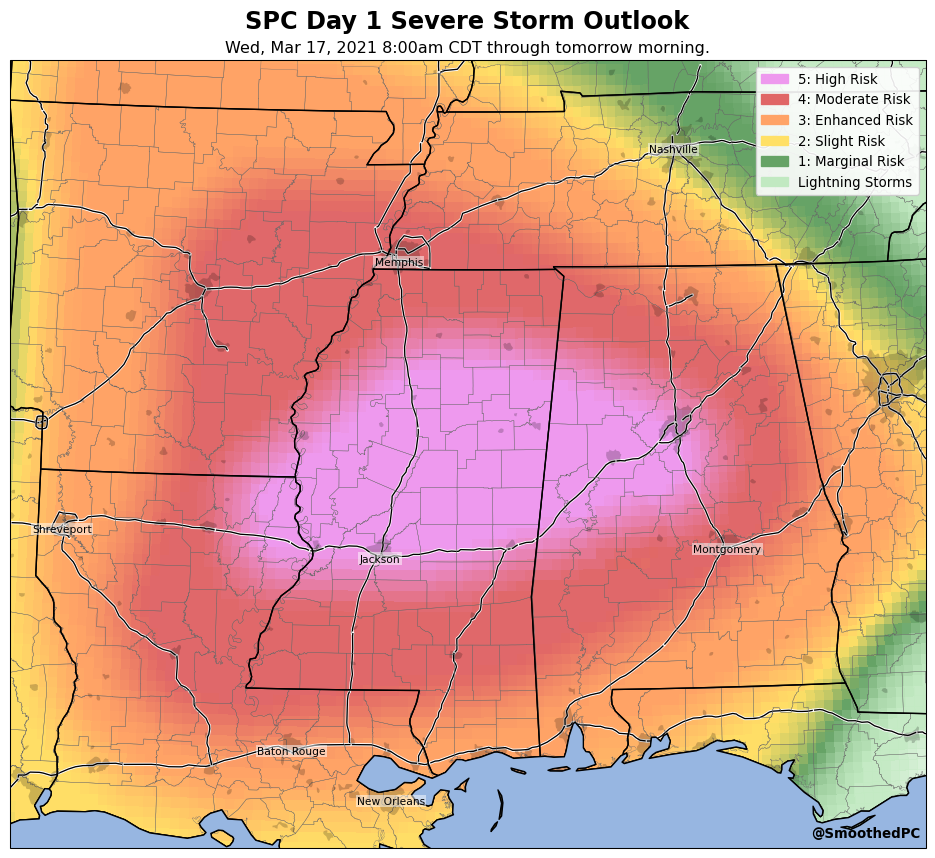 SPC Day 1 Severe Storm Outlook
Wed, Mar 17, 2021 8:00am CDT through tomorrow morning.
5: High Risk
4: Moderate Risk
3: Enhanced Risk
2: Slight Risk
1: Marginal Risk
Lightning Storms
Nashville
Memphis
Shreveport
Jackson
Montgomery
Baton Rouge
New Orleans
@SmoothedPC